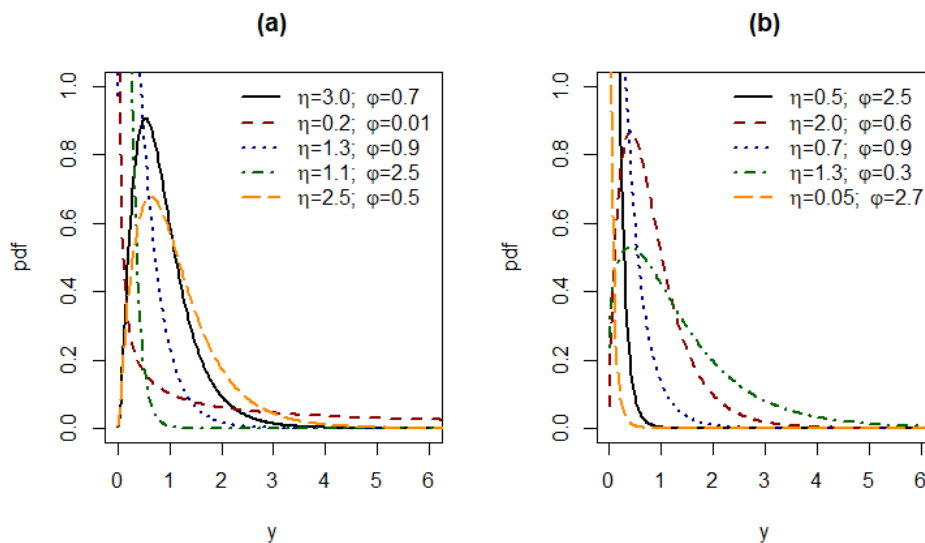 (a)
pdf
0.0 0.2 0.4 0.6 0.8 1.0
η=3.0; φ=0.7
η=0.2; φ=0.01
η=1.3; φ=0.9
η=1.1; φ=2.5
η=2.5; φ=0.5
0 1 2 3 4 5 6
y
(b)
pdf
0.0 0.2 0.4 0.6 0.8 1.0
η=0.5; φ=2.5
η=2.0; φ=0.6
η=0.7; φ=0.9
η=1.3; φ=0.3
η=0.05; φ=2.7
0 1 2 3 4 5 6
y